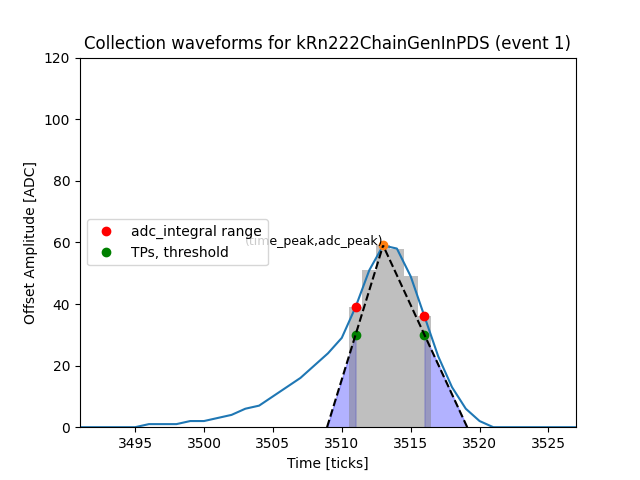 Collection waveforms for kRn222ChainGenInPDS (event 1)
120
100
80
60
40
20
0
Offset Amplitude [ADC]
adc_integral range
TPs, threshold
(time_peak,adc_peak)
3495 3500 3505 3510 3515 3520 3525
Time [ticks]